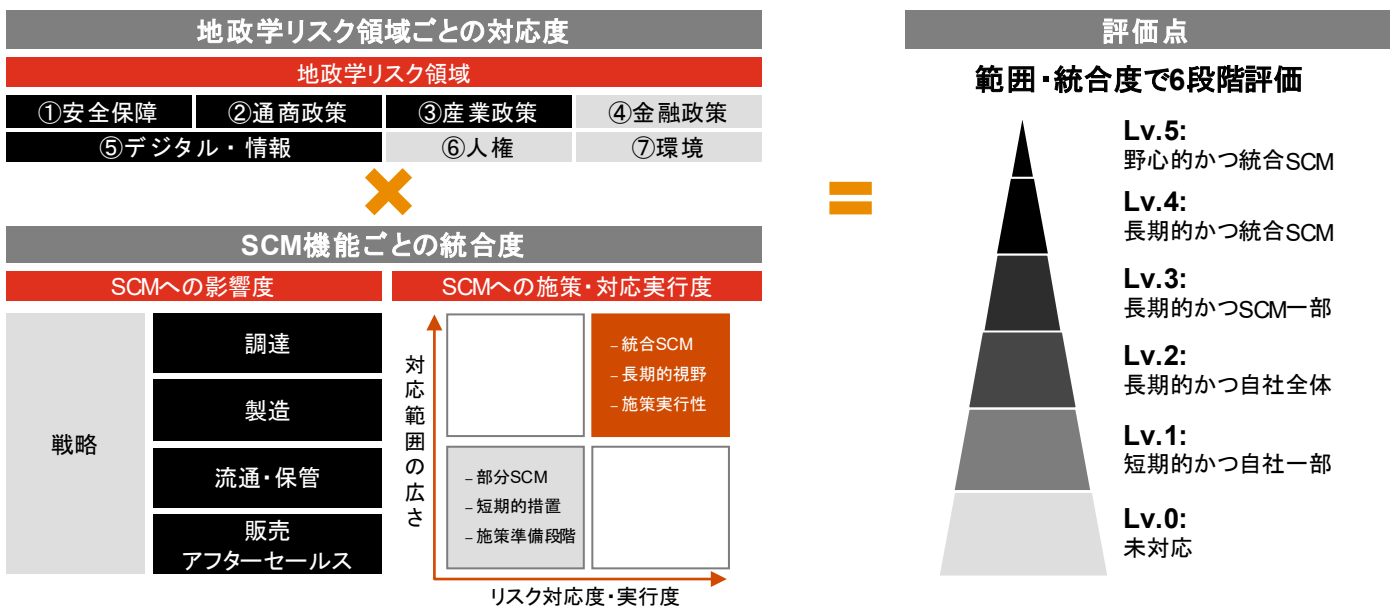 地政学リスク領域ごとの対応度
地政学リスク領域
①安全保障
②通商政策
③産業政策
④金融政策
⑤デジタル・情報
⑥人権
⑦環境
SCM機能ごとの統合度
SCMへの影響度
戦略
調達
製造
流通・保管
販売
アフターセールス
SCMへの施策・対応実行度
対応範囲の広さ
–統合SCM
–長期的視野
–施策実行性
–部分SCM
–短期的措置
–施策準備段階
リスク対応度・実行度
評価点
範囲・統合度で6段階評価
Lv.5:
野心的かつ統合SCM
Lv.4:
長期的かつ統合SCM
Lv.3:
長期的かつSCM一部
Lv.2:
長期的かつ自社全体
Lv.1:
短期的かつ自社一部
Lv.0:
未対応